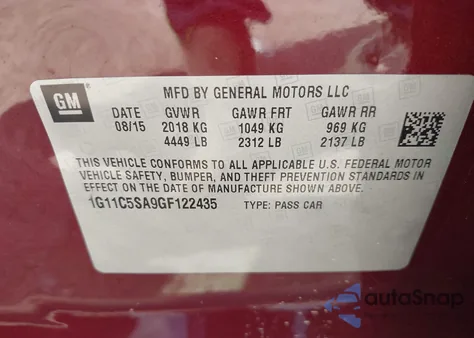 GM
MFD BY GENERAL MOTORS LLC
DATE GVWR GAWR FRT GAWR RR
08/15 2018 KG 1049 KG 969 KG
4449 LB 2312 LB 2137 LB
THIS VEHICLE CONFORMS TO ALL APPLICABLE U.S. FEDERAL MOTOR
VEHICLE SAFETY, BUMPER, AND THEFT PREVENTION STANDARDS IN
EFFECT ON THE DATE OF MANUFACTURE SHOWN ABOVE.
1G11C5SA9GF122435 TYPE: PASS CAR
autoSnap